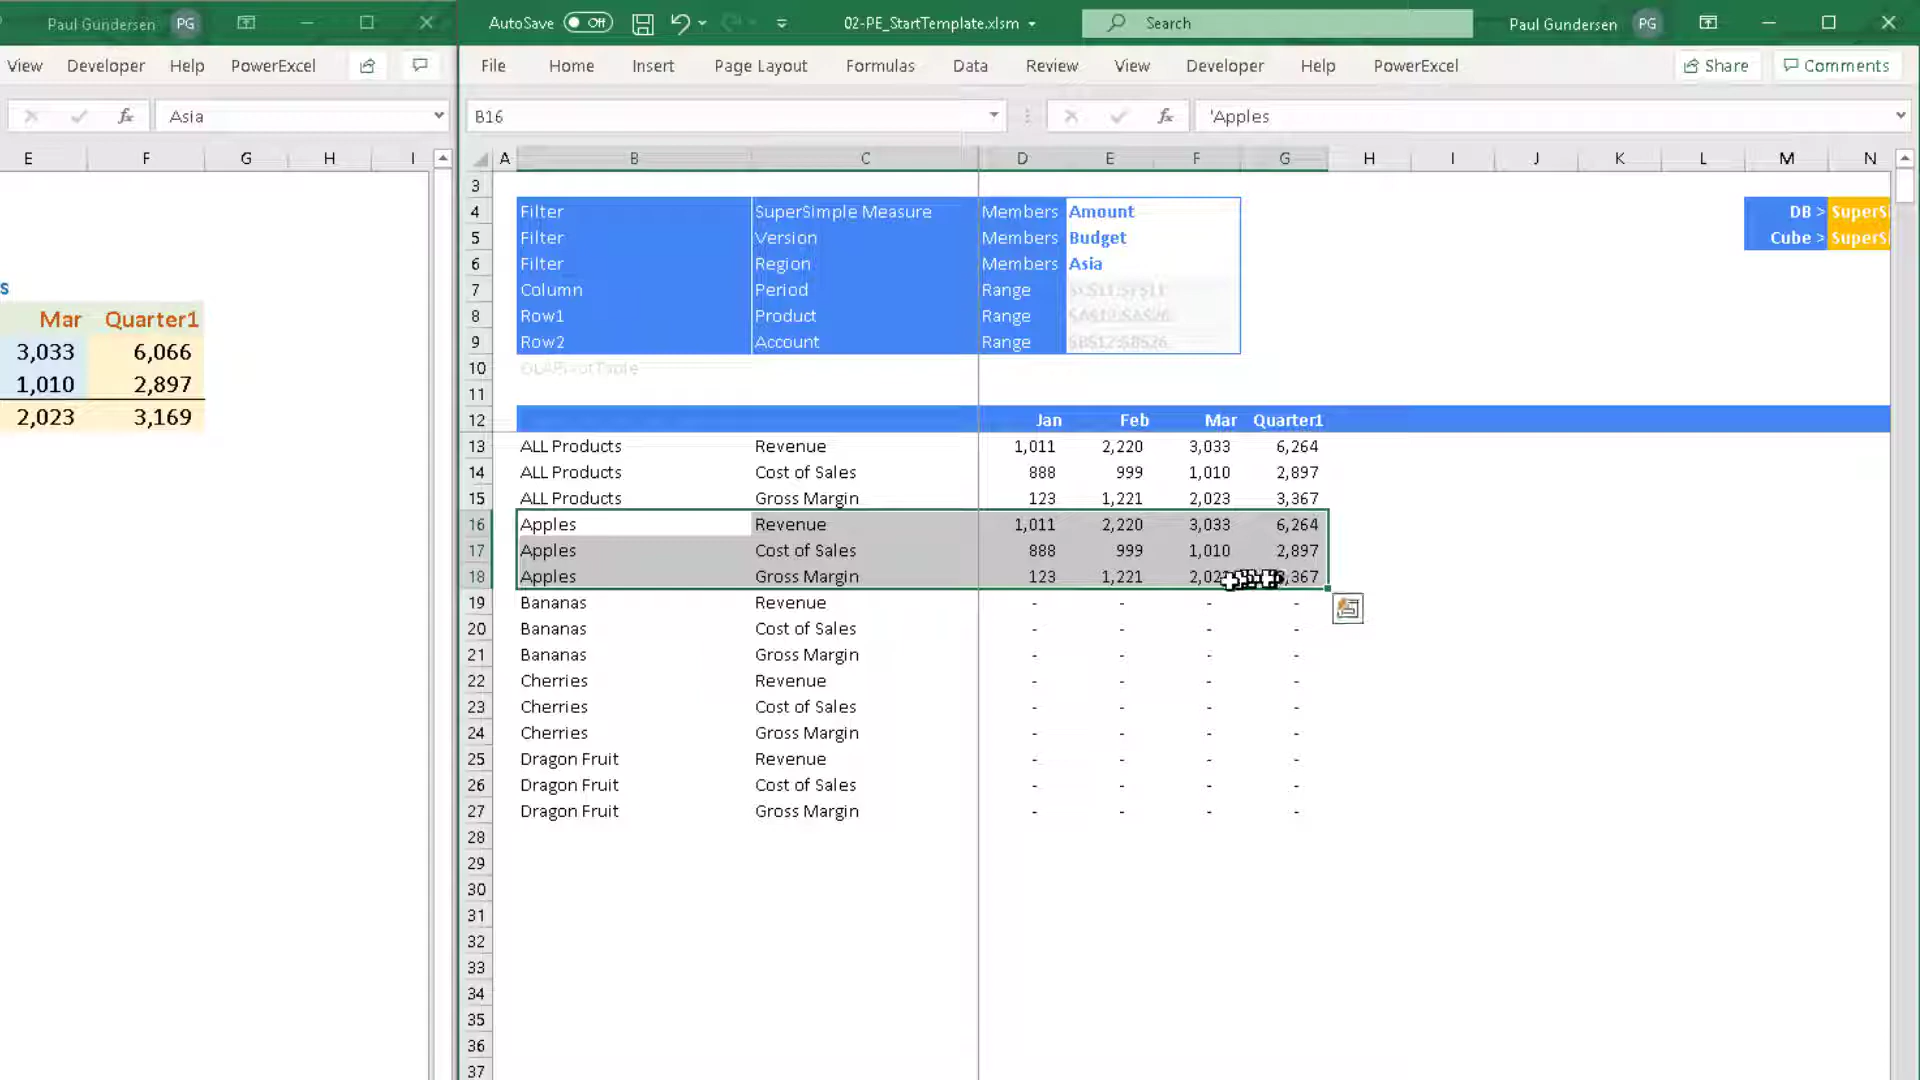 Paul Gundersen PG
View Developer Help PowerExcel
fx Asia
E F G H I
s
Mar Quarter1
3,033 6,066
1,010 2,897
2,023 3,169
AutoSave Off 02-PE_StartTemplate.xlsm Search Paul Gundersen PG
File Home Insert Page Layout Formulas Data Review View Developer Help PowerExcel Share Comments
B16 fx 'Apples
A B C D E F G H I J K L M N
3
4 Filter SuperSimple Measure Members Amount DB > SuperSi
5 Filter Version Members Budget Cube > SuperSi
6 Filter Region Members Asia
7 Column Period Range
8 Row1 Product Range
9 Row2 Account Range
10 OLAPivotTable
11
12 Jan Feb Mar Quarter1
13 ALL Products Revenue 1,011 2,220 3,033 6,264
14 ALL Products Cost of Sales 888 999 1,010 2,897
15 ALL Products Gross Margin 123 1,221 2,023 3,367
16 Apples Revenue 1,011 2,220 3,033 6,264
17 Apples Cost of Sales 888 999 1,010 2,897
18 Apples Gross Margin 123 1,221
19 Bananas Revenue - - - -
20 Bananas Cost of Sales - - - -
21 Bananas Gross Margin - - - -
22 Cherries Revenue - - - -
23 Cherries Cost of Sales - - - -
24 Cherries Gross Margin - - - -
25 Dragon Fruit Revenue - - - -
26 Dragon Fruit Cost of Sales - - - -
27 Dragon Fruit Gross Margin - - - -
28
29
30
31
32
33
34
35
36
37